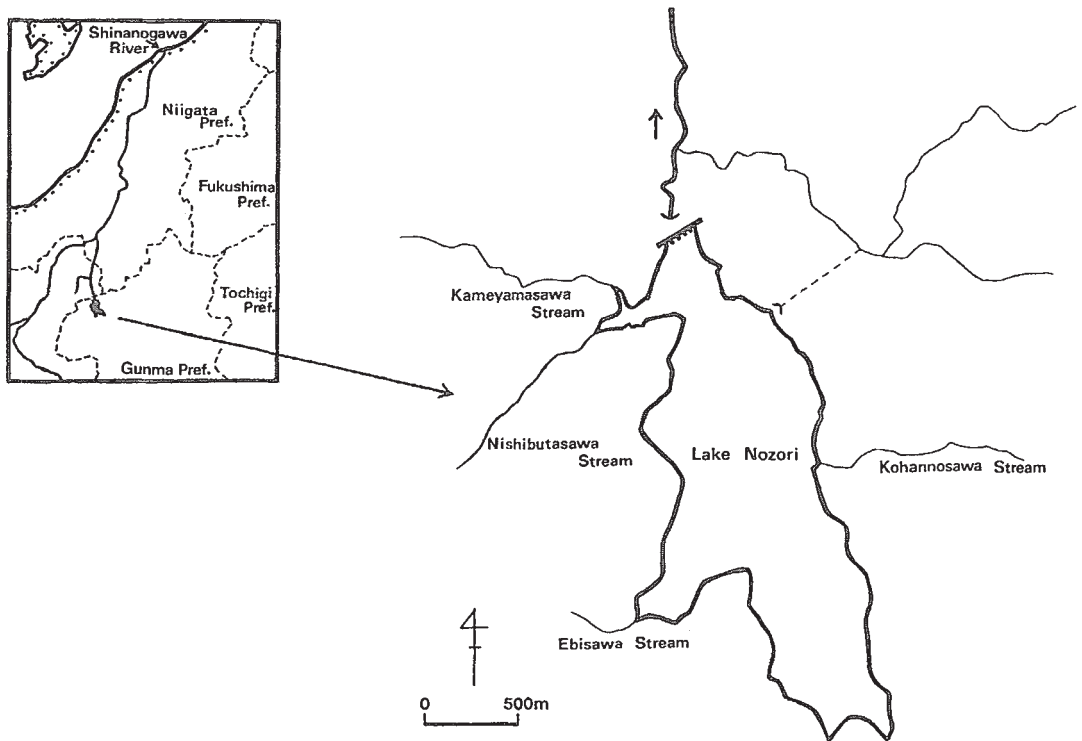 Shinanogawa
River
Niigata
Pref.
Fukushima
Pref.
Tochigi
Pref.
Gunma Pref.
Kameyamasawa
Stream
Nishibutasawa
Stream
Lake Nozori
Kohannosawa Stream
Ebisawa Stream
0 500m